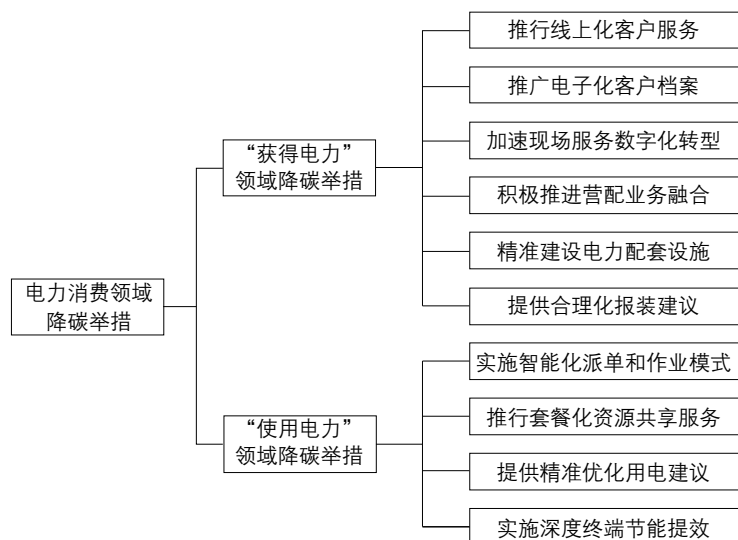 电力消费领域
降碳举措
“获得电力”
领域降碳举措
推行线上化客户服务
推广电子化客户档案
加速现场服务数字化转型
积极推进营配业务融合
精准建设电力配套设施
提供合理化报装建议
“使用电力”
领域降碳举措
实施智能化派单和作业模式
推行套餐化资源共享服务
提供精准优化用电建议
实施深度终端节能提效